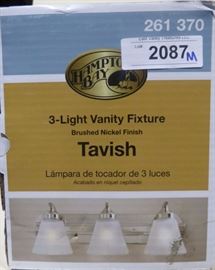 261 370
2087M
HAMPTON
BAY
3-Light Vanity Fixture
Brushed Nickel Finish
Tavish
Lámpara de tocador de 3 luces
Acabado en níquel cepillado